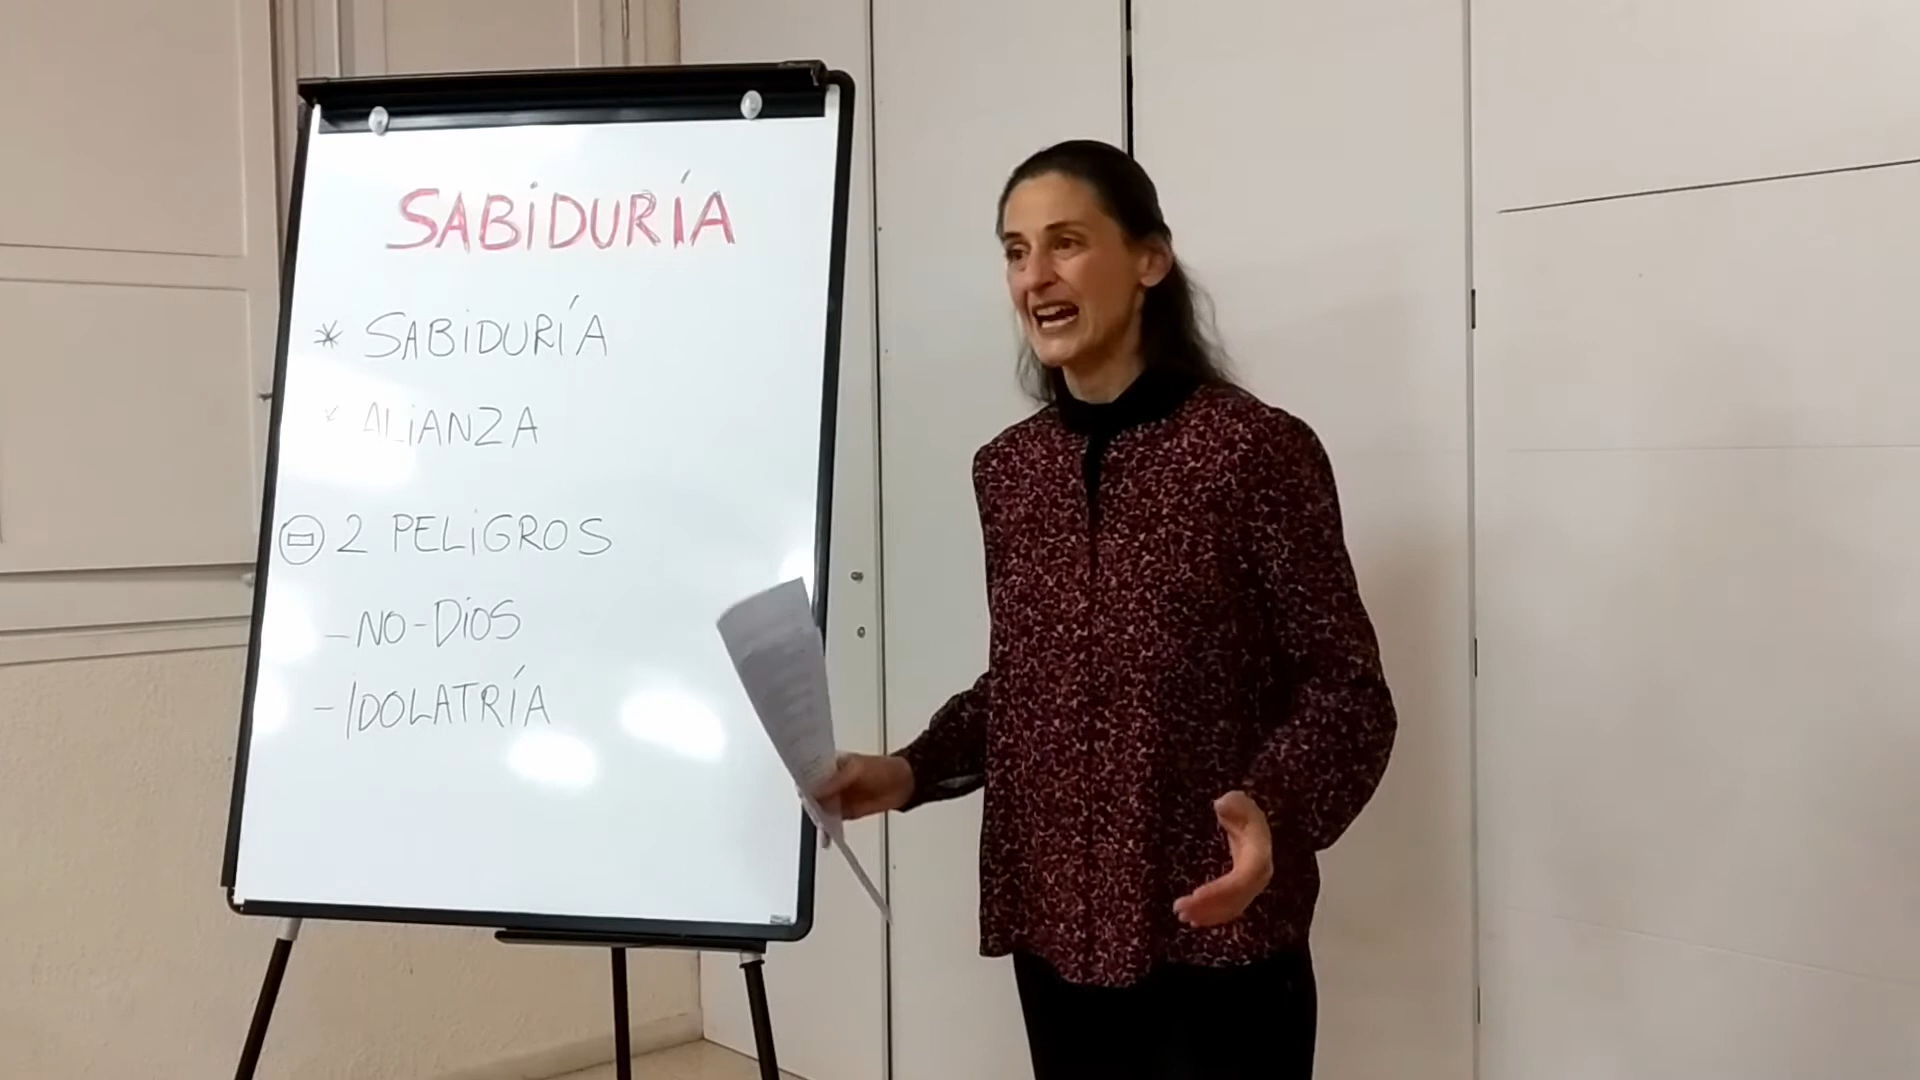 SABiDURÍA
* SABiDURÍA
* ALiANZA
⊖ 2 PELiGROS
- NO-DiOS
- IDOLATRÍA